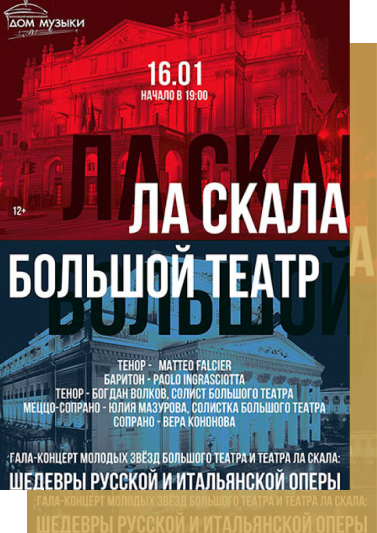 ДОМ МУЗЫКИ
16.01
НАЧАЛО В 19:00
ЛА СКАЛ
12+
ЛА СКАЛА
А
БОЛЬШОЙ ТЕАТР
БОЛЬШОЙ
ТЕНОР - MATTEO FALCIER
БАРИТОН - PAOLO INGRASCIOTTA
ТЕНОР - БОГДАН ВОЛКОВ, СОЛИСТ БОЛЬШОГО ТЕАТРА
МЕЦЦО-СОПРАНО - ЮЛИЯ МАЗУРОВА, СОЛИСТКА БОЛЬШОГО ТЕАТРА
СОПРАНО - ВЕРА КОНОНОВА
ГАЛА-КОНЦЕРТ МОЛОДЫХ ЗВЁЗД БОЛЬШОГО ТЕАТРА И ТЕАТРА ЛА СКАЛА:
ШЕДЕВРЫ РУССКОЙ И ИТАЛЬЯНСКОЙ ОПЕРЫ
ГАЛА-КОНЦЕРТ МОЛОДЫХ ЗВЁЗД БОЛЬШОГО ТЕАТРА И ТЕАТРА ЛА СКАЛА:
ШЕДЕВРЫ РУССКОЙ И ИТАЛЬЯНСКОЙ ОПЕРЫ